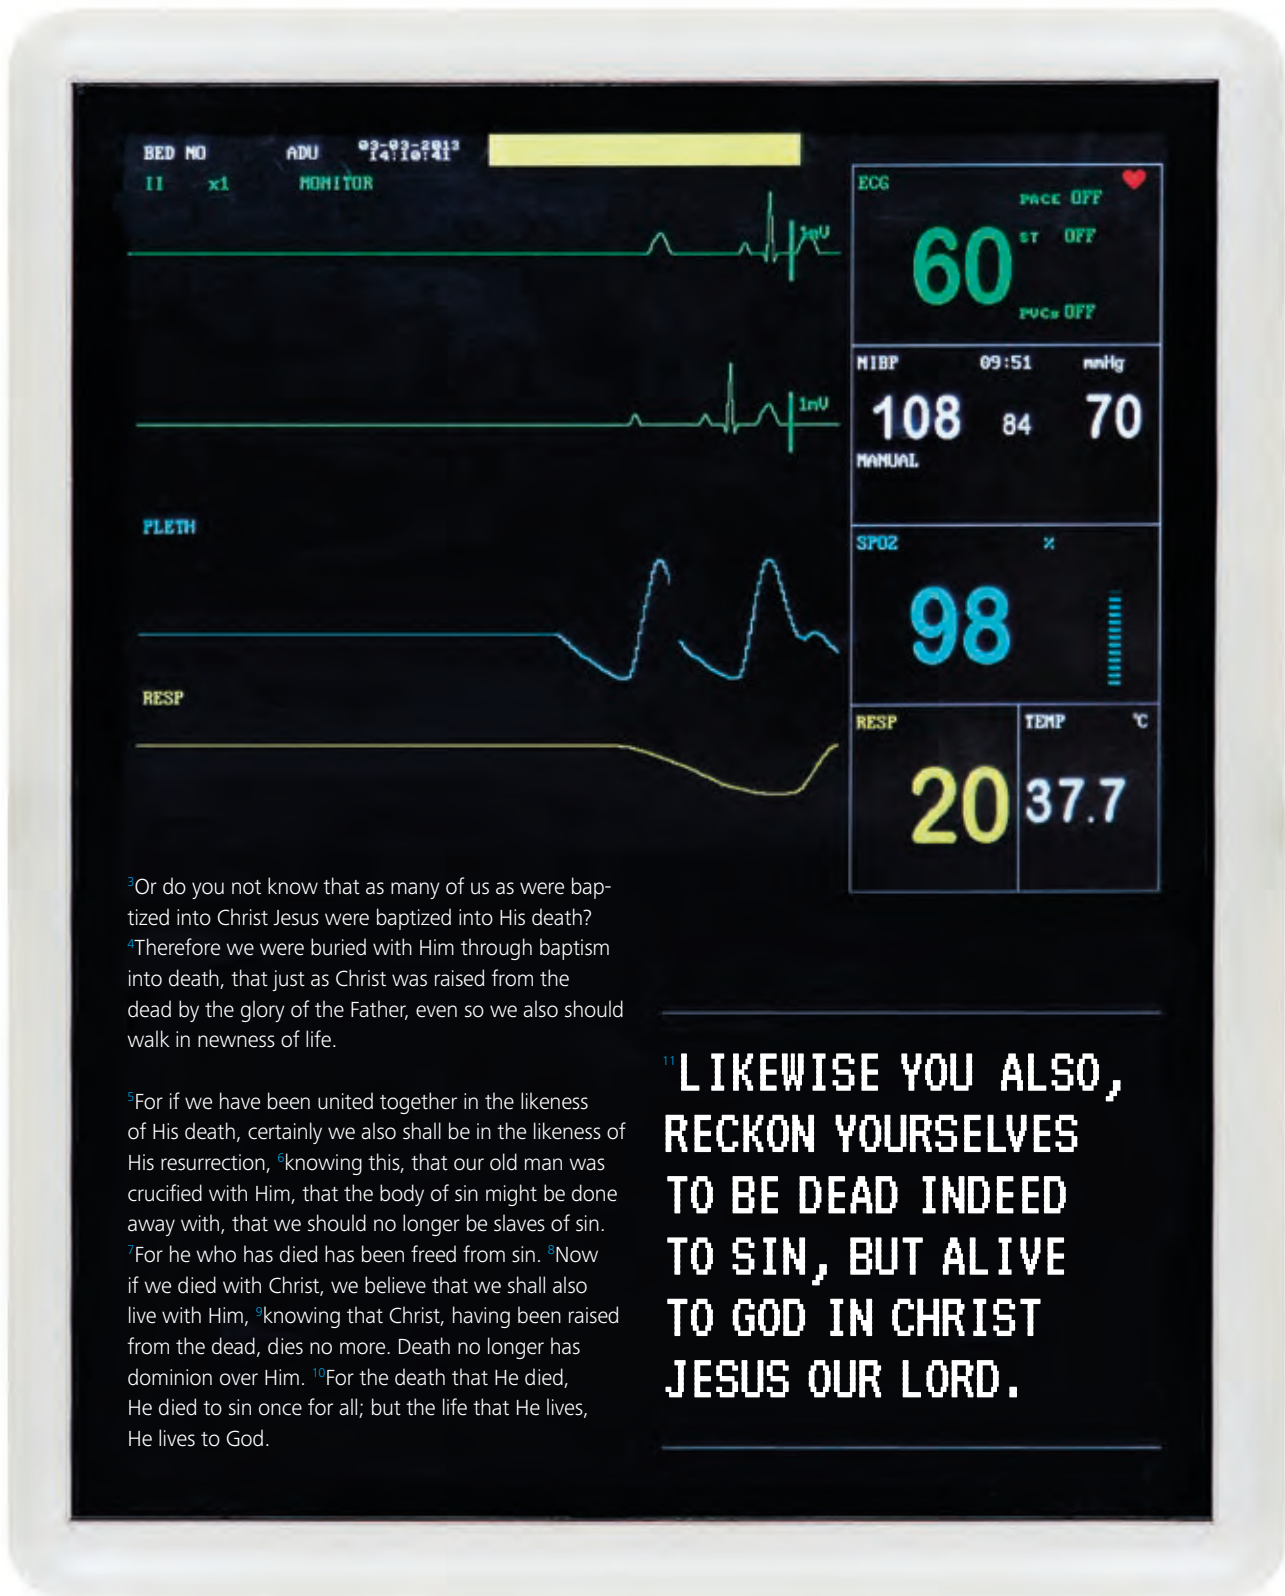 BED NO ADU 03-03-2013
14:10:41
II x1 MONITOR
1mV
1mV
PLETH
RESP
ECG
PACE OFF
60 ST OFF
PVCs OFF
NIBP 09:51 mmHg
108 84 70
MANUAL
SPO2 %
98
RESP TEMP °C
20 37.7
³Or do you not know that as many of us as were bap-
tized into Christ Jesus were baptized into His death?
⁴Therefore we were buried with Him through baptism
into death, that just as Christ was raised from the
dead by the glory of the Father, even so we also should
walk in newness of life.
⁵For if we have been united together in the likeness
of His death, certainly we also shall be in the likeness of
His resurrection, ⁶knowing this, that our old man was
crucified with Him, that the body of sin might be done
away with, that we should no longer be slaves of sin.
⁷For he who has died has been freed from sin. ⁸Now
if we died with Christ, we believe that we shall also
live with Him, ⁹knowing that Christ, having been raised
from the dead, dies no more. Death no longer has
dominion over Him. ¹⁰For the death that He died,
He died to sin once for all; but the life that He lives,
He lives to God.
¹¹LIKEWISE YOU ALSO,
RECKON YOURSELVES
TO BE DEAD INDEED
TO SIN, BUT ALIVE
TO GOD IN CHRIST
JESUS OUR LORD.